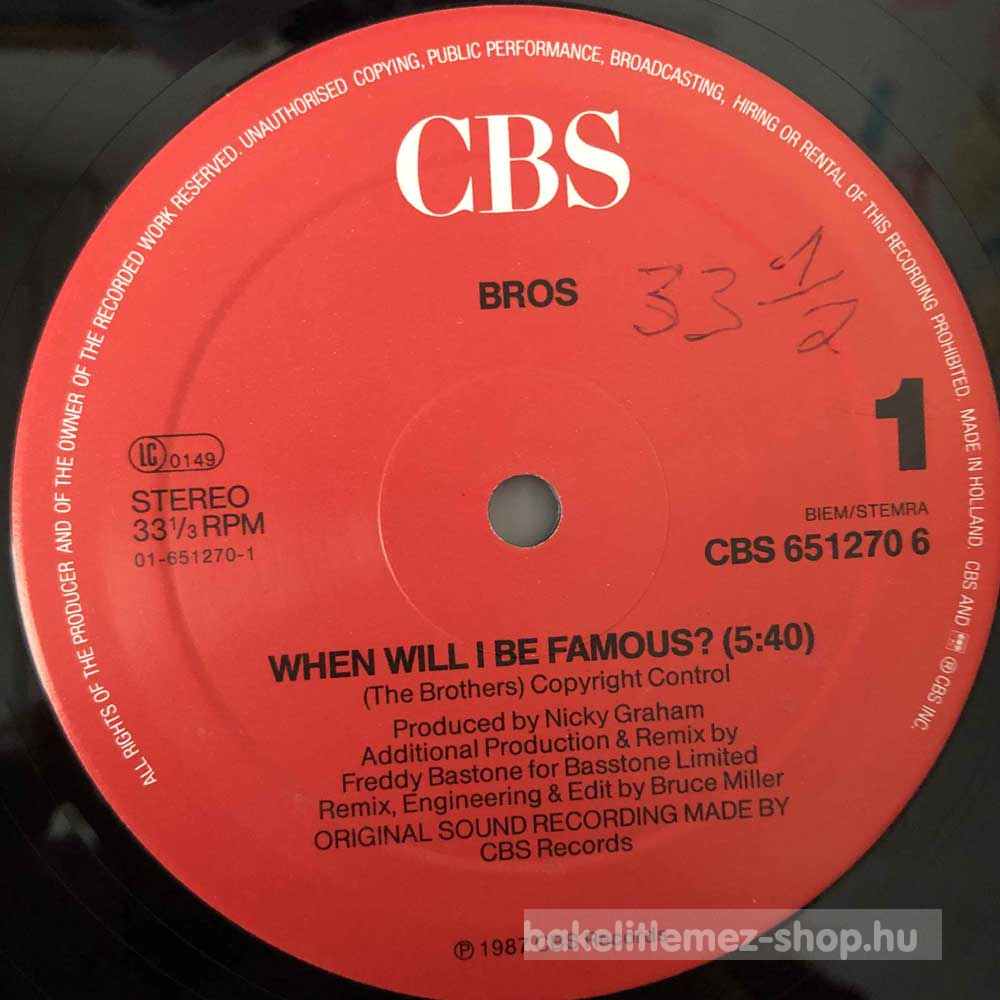 ALL RIGHTS OF THE PRODUCER AND OF THE OWNER OF THE RECORDED WORK RESERVED. UNAUTHORISED COPYING, PUBLIC PERFORMANCE, BROADCASTING, HIRING OR RENTAL OF THIS RECORDING PROHIBITED. MADE IN HOLLAND. CBS AND ℗ CBS INC.
CBS
BROS
33 1/2
1
LC 0149
STEREO
33 1/3 RPM
01-651270-1
BIEM/STEMRA
CBS 651270 6
WHEN WILL I BE FAMOUS? (5:40)
(The Brothers) Copyright Control
Produced by Nicky Graham
Additional Production & Remix by
Freddy Bastone for Basstone Limited
Remix, Engineering & Edit by Bruce Miller
ORIGINAL SOUND RECORDING MADE BY
CBS Records
℗ 1987 CBS Records
bakelitlemez-shop.hu